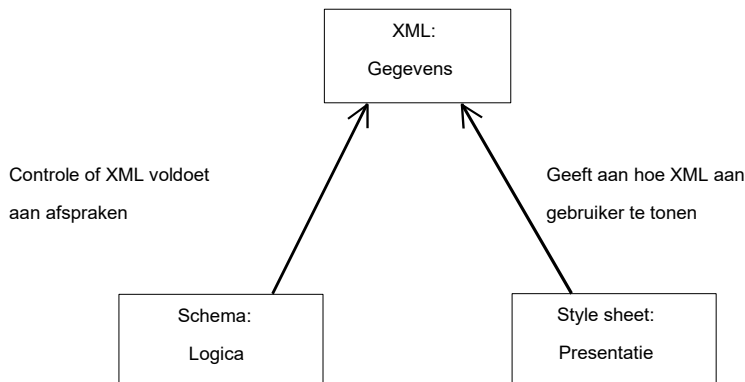 XML:
Gegevens
Controle of XML voldoet
aan afspraken
Geeft aan hoe XML aan
gebruiker te tonen
Schema:
Logica
Style sheet:
Presentatie